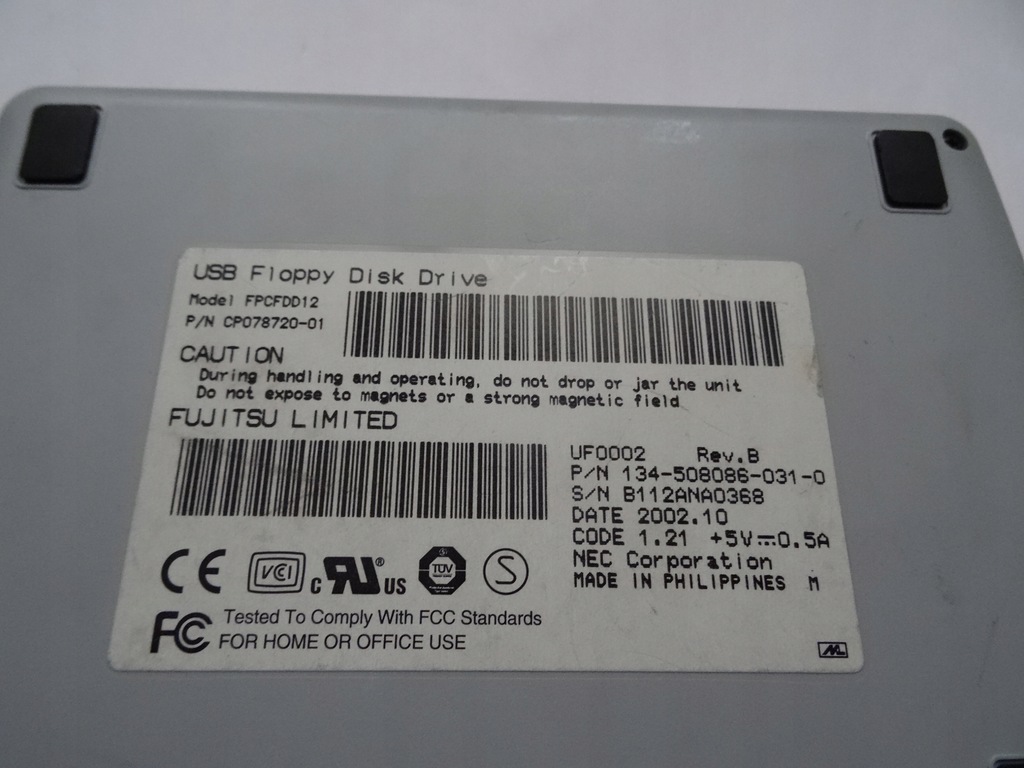 USB Floppy Disk Drive
Model FPCFDD12
P/N CP078720-01
CAUTION
During handling and operating, do not drop or jar the unit
Do not expose to magnets or a strong magnetic field
FUJITSU LIMITED
UF0002 Rev.B
P/N 134-508086-031-0
S/N B112ANA0368
DATE 2002.10
CODE 1.21 +5V⎓0.5A
NEC Corporation
MADE IN PHILIPPINES M
CE VCI c RU® US TÜV S
FC Tested To Comply With FCC Standards
FOR HOME OR OFFICE USE
ML